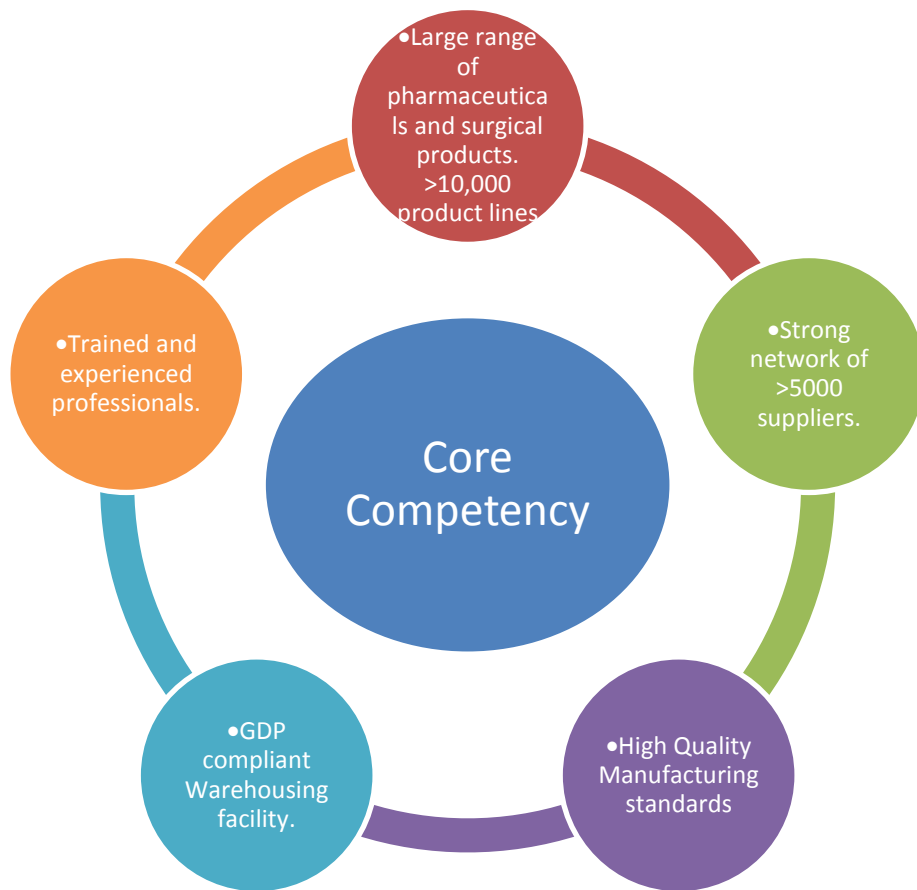 •Large range
of
pharmaceutica
ls and surgical
products.
>10,000
product lines
•Strong
network of
>5000
suppliers.
•High Quality
Manufacturing
standards
•GDP
compliant
Warehousing
facility.
•Trained and
experienced
professionals.
Core
Competency